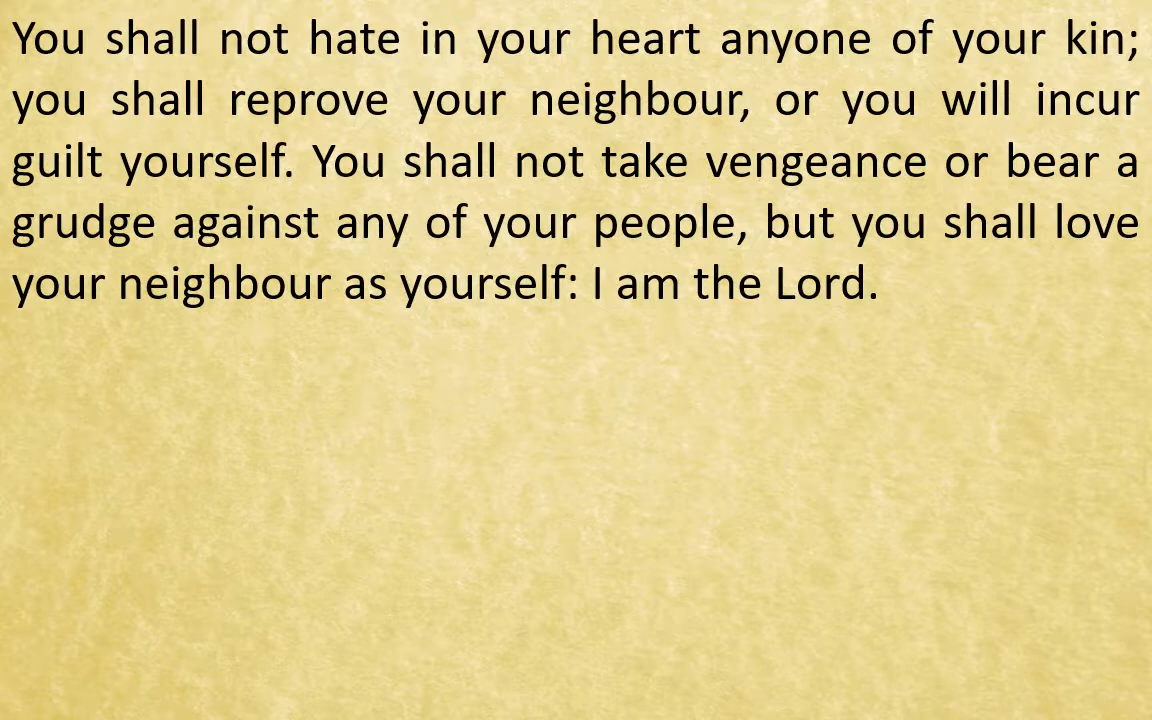 You shall not hate in your heart anyone of your kin;
you shall reprove your neighbour, or you will incur
guilt yourself. You shall not take vengeance or bear a
grudge against any of your people, but you shall love
your neighbour as yourself: I am the Lord.